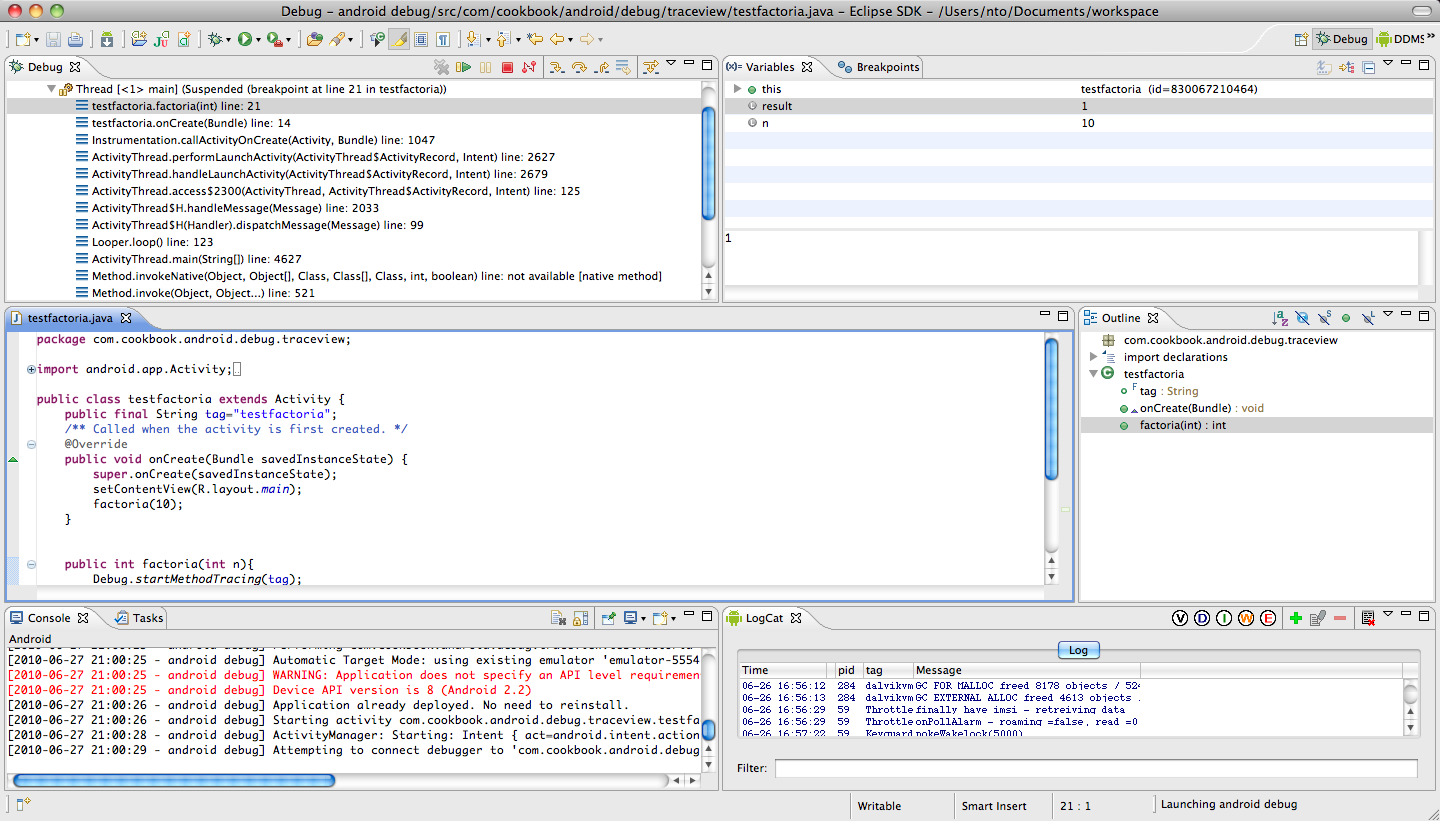 Debug – android debug/src/com/cookbook/android/debug/traceview/testfactoria.java – Eclipse SDK – /Users/nto/Documents/workspace
Debug
DDMS
»
Debug
Thread [<1> main] (Suspended (breakpoint at line 21 in testfactoria))
testfactoria.factoria(int) line: 21
testfactoria.onCreate(Bundle) line: 14
Instrumentation.callActivityOnCreate(Activity, Bundle) line: 1047
ActivityThread.performLaunchActivity(ActivityThread$ActivityRecord, Intent) line: 2627
ActivityThread.handleLaunchActivity(ActivityThread$ActivityRecord, Intent) line: 2679
ActivityThread.access$2300(ActivityThread, ActivityThread$ActivityRecord, Intent) line: 125
ActivityThread$H.handleMessage(Message) line: 2033
ActivityThread$H(Handler).dispatchMessage(Message) line: 99
Looper.loop() line: 123
ActivityThread.main(String[]) line: 4627
Method.invokeNative(Object, Object[], Class, Class[], Class, int, boolean) line: not available [native method]
Method.invoke(Object, Object...) line: 521
(x)= Variables
Breakpoints
this testfactoria (id=830067210464)
result 1
n 10
1
testfactoria.java
package com.cookbook.android.debug.traceview;
import android.app.Activity;
public class testfactoria extends Activity {
public final String tag="testfactoria";
/** Called when the activity is first created. */
@Override
public void onCreate(Bundle savedInstanceState) {
super.onCreate(savedInstanceState);
setContentView(R.layout.main);
factoria(10);
}
public int factoria(int n){
Debug.startMethodTracing(tag);
Outline
com.cookbook.android.debug.traceview
import declarations
testfactoria
tag : String
onCreate(Bundle) : void
factoria(int) : int
Console
Tasks
Android
[2010-06-27 21:00:25 - android debug] Automatic Target Mode: using existing emulator 'emulator-5554
[2010-06-27 21:00:25 - android debug] WARNING: Application does not specify an API level requiremen
[2010-06-27 21:00:25 - android debug] Device API version is 8 (Android 2.2)
[2010-06-27 21:00:26 - android debug] Application already deployed. No need to reinstall.
[2010-06-27 21:00:26 - android debug] Starting activity com.cookbook.android.debug.traceview.testfa
[2010-06-27 21:00:28 - android debug] ActivityManager: Starting: Intent { act=android.intent.action
[2010-06-27 21:00:29 - android debug] Attempting to connect debugger to 'com.cookbook.android.debug
LogCat
V D I W E
Log
Time pid tag Message
06-26 16:56:12 284 dalvikvm GC FOR MALLOC freed 8178 objects / 524
06-26 16:56:13 284 dalvikvm GC EXTERNAL ALLOC freed 4613 objects
06-26 16:56:29 59 Throttle finally have imsi - retreiving data
06-26 16:56:29 59 Throttle onPollAlarm - roaming =false, read =0
06-26 16:57:22 59 Keyguard pokeWakelock(5000)
Filter:
Writable
Smart Insert
21 : 1
Launching android debug